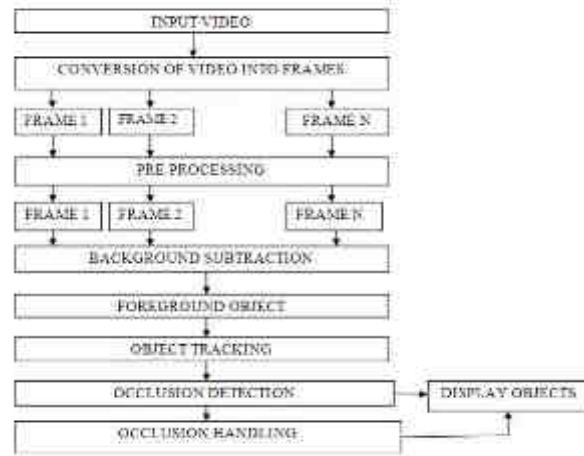 INPUT VIDEO
CONVERSION OF VIDEO INTO FRAMES
FRAME 1 FRAME 2 FRAME N
PRE PROCESSING
FRAME 1 FRAME 2 FRAME N
BACKGROUND SUBTRACTION
FOREGROUND OBJECT
OBJECT TRACKING
OCCLUSION DETECTION DISPLAY OBJECTS
OCCLUSION HANDLING